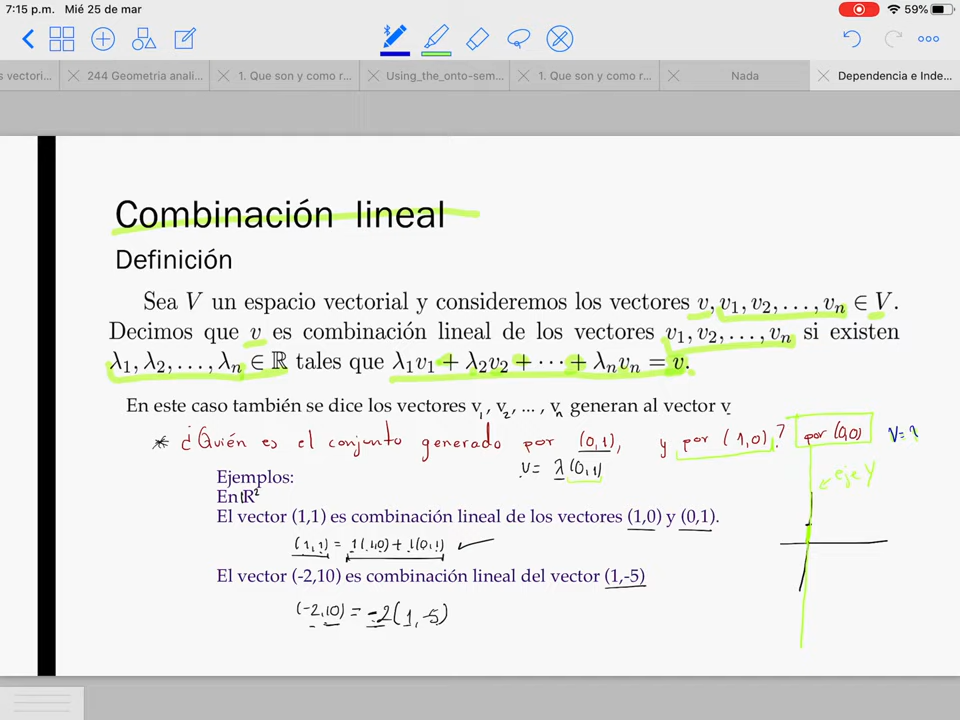 7:15 p.m. Mié 25 de mar 59%
s vectori... 244 Geometria anali... 1. Que son y como r... Using_the_onto-sem... 1. Que son y como r... Nada Dependencia e Inde...
Combinación lineal
Definición
Sea V un espacio vectorial y consideremos los vectores v, v₁, v₂, . . . , vₙ ∈ V.
Decimos que v es combinación lineal de los vectores v₁, v₂, . . . , vₙ si existen
λ₁, λ₂, . . . , λₙ ∈ ℝ tales que λ₁v₁ + λ₂v₂ + · · · + λₙvₙ = v.
En este caso también se dice los vectores v₁, v₂, ... , vₙ generan al vector v
* ¿Quién es el conjunto generado por (0,1), y por (1,0)? por (0,0) V=?
v = λ(0,1)
eje Y
Ejemplos:
En ℝ²
El vector (1,1) es combinación lineal de los vectores (1,0) y (0,1).
(1,1) = 1(1,0) + 1(0,1)
El vector (-2,10) es combinación lineal del vector (1,-5)
(-2,10) = -2(1,-5)